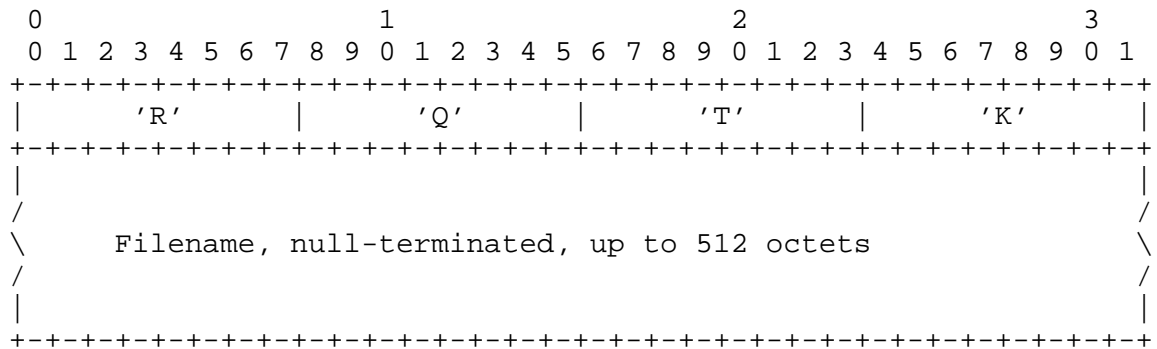 0                   1                   2                   3
 0 1 2 3 4 5 6 7 8 9 0 1 2 3 4 5 6 7 8 9 0 1 2 3 4 5 6 7 8 9 0 1
+-+-+-+-+-+-+-+-+-+-+-+-+-+-+-+-+-+-+-+-+-+-+-+-+-+-+-+-+-+-+-+-+
|      ’R’      |      ’Q’      |      ’T’      |      ’K’      |
+-+-+-+-+-+-+-+-+-+-+-+-+-+-+-+-+-+-+-+-+-+-+-+-+-+-+-+-+-+-+-+-+
|                                                               |
/                                                               /
\     Filename, null-terminated, up to 512 octets               \
/                                                               /
|                                                               |
+-+-+-+-+-+-+-+-+-+-+-+-+-+-+-+-+-+-+-+-+-+-+-+-+-+-+-+-+-+-+-+-+